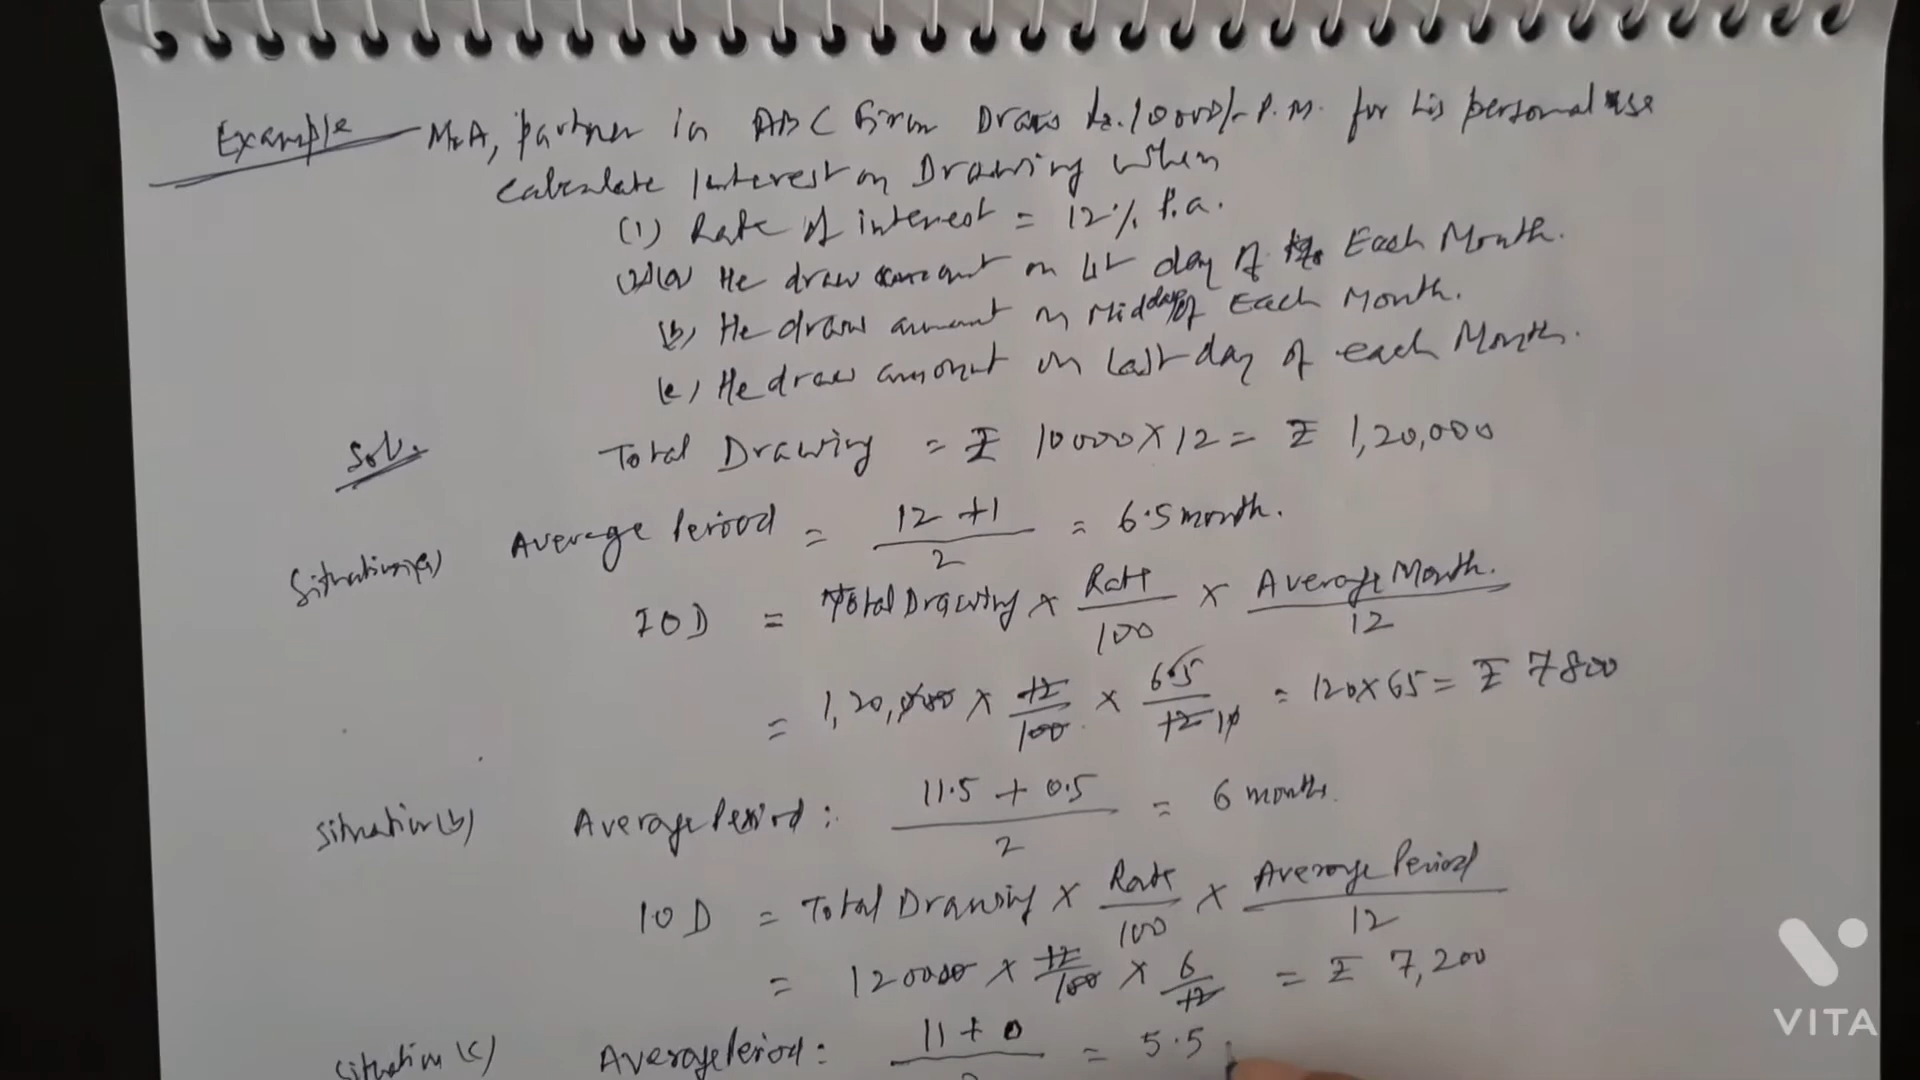 Example Mr A, partner in ABC Firm Draws Rs.10000/- P.M. for his personal use
Calculate Interest on Drawing when
(1) Rate of interest = 12% P.a.
(a) He draw amount on 1st day of Each Month.
(b) He draw amount on Mid day of Each Month.
(c) He draw amount on last day of each Month.
Sol. Total Drawing = ₹ 10000 X 12 = ₹ 1,20,000
Situation(a) Average Period = 12 + 1 / 2 = 6.5 month.
IOD = Total Drawing x Rate / 100 x Average Month. / 12
= 1,20,000 x 12 / 100 x 6.5 / 12 10 = 120 x 65 = ₹ 7800
Situation(b) Average Period : 11.5 + 0.5 / 2 = 6 months.
IOD = Total Drawing x Rate / 100 x Average Period / 12
= 120000 x 12 / 100 x 6 / 12 = ₹ 7,200
Situation (c) Average Period : 11 + 0 / 2 = 5.5
VITA